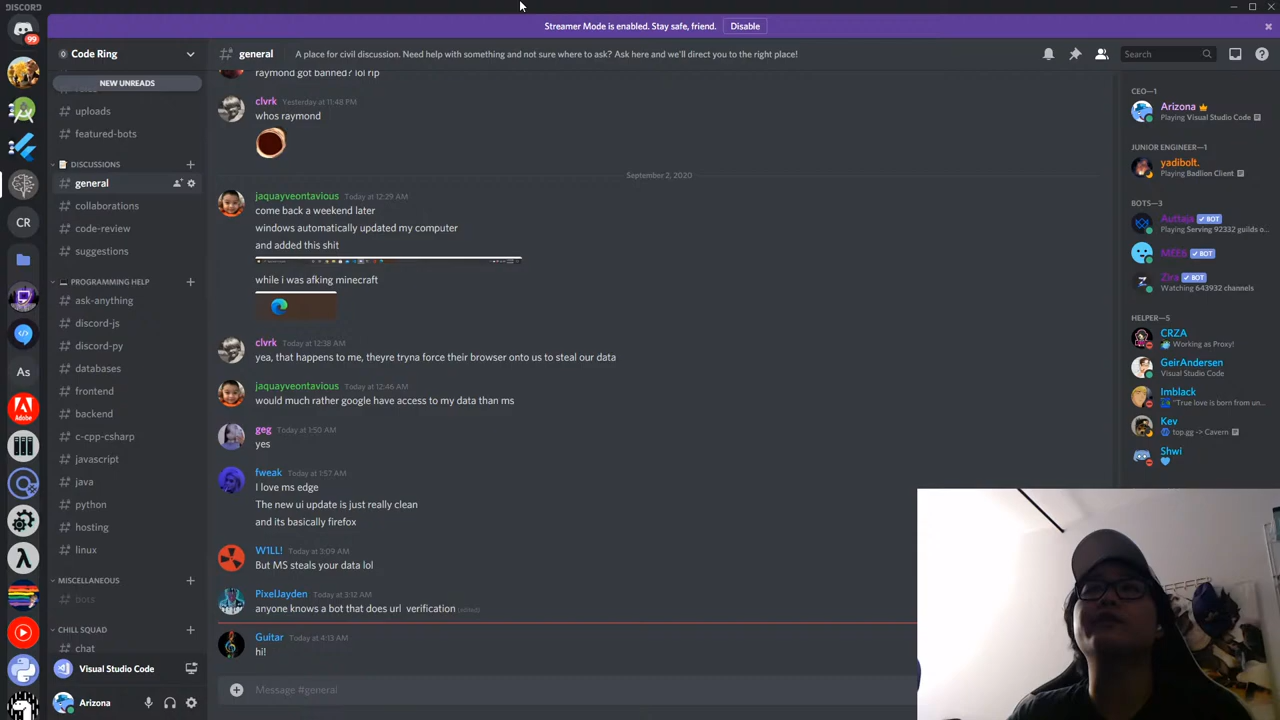 DISCORD
Streamer Mode is enabled. Stay safe, friend.
Disable
99
Code Ring
general
A place for civil discussion. Need help with something and not sure where to ask? Ask here and we'll direct you to the right place!
Search
NEW UNREADS
uploads
featured-bots
DISCUSSIONS
general
collaborations
code-review
suggestions
PROGRAMMING HELP
ask-anything
discord-js
discord-py
databases
frontend
backend
c-cpp-csharp
javascript
java
python
hosting
linux
MISCELLANEOUS
bots
CHILL SQUAD
chat
Visual Studio Code
Arizona
CR
As
Adobe
raymond got banned? lol rip
clvrk Yesterday at 11:48 PM
whos raymond
September 2, 2020
jaquayveontavious Today at 12:29 AM
come back a weekend later
windows automatically updated my computer
and added this shit
while i was afking minecraft
clvrk Today at 12:38 AM
yea, that happens to me, theyre tryna force their browser onto us to steal our data
jaquayveontavious Today at 12:46 AM
would much rather google have access to my data than ms
geg Today at 1:50 AM
yes
fweak Today at 1:57 AM
I love ms edge
The new ui update is just really clean
and its basically firefox
W1LL! Today at 3:09 AM
But MS steals your data lol
PixelJayden Today at 3:12 AM
anyone knows a bot that does url verification (edited)
Guitar Today at 4:13 AM
hi!
Message #general
CEO—1
Arizona
Playing Visual Studio Code
JUNIOR ENGINEER—1
yadibolt.
Playing Badlion Client
BOTS—3
Auttaja BOT
Playing Serving 92332 guilds o...
MEE6 BOT
Zira BOT
Watching 643932 channels
HELPER—5
CRZA
Working as Proxy!
GeirAndersen
Visual Studio Code
Imblack
"True love is born from un...
Kev
top.gg -> Cavern
Shwi